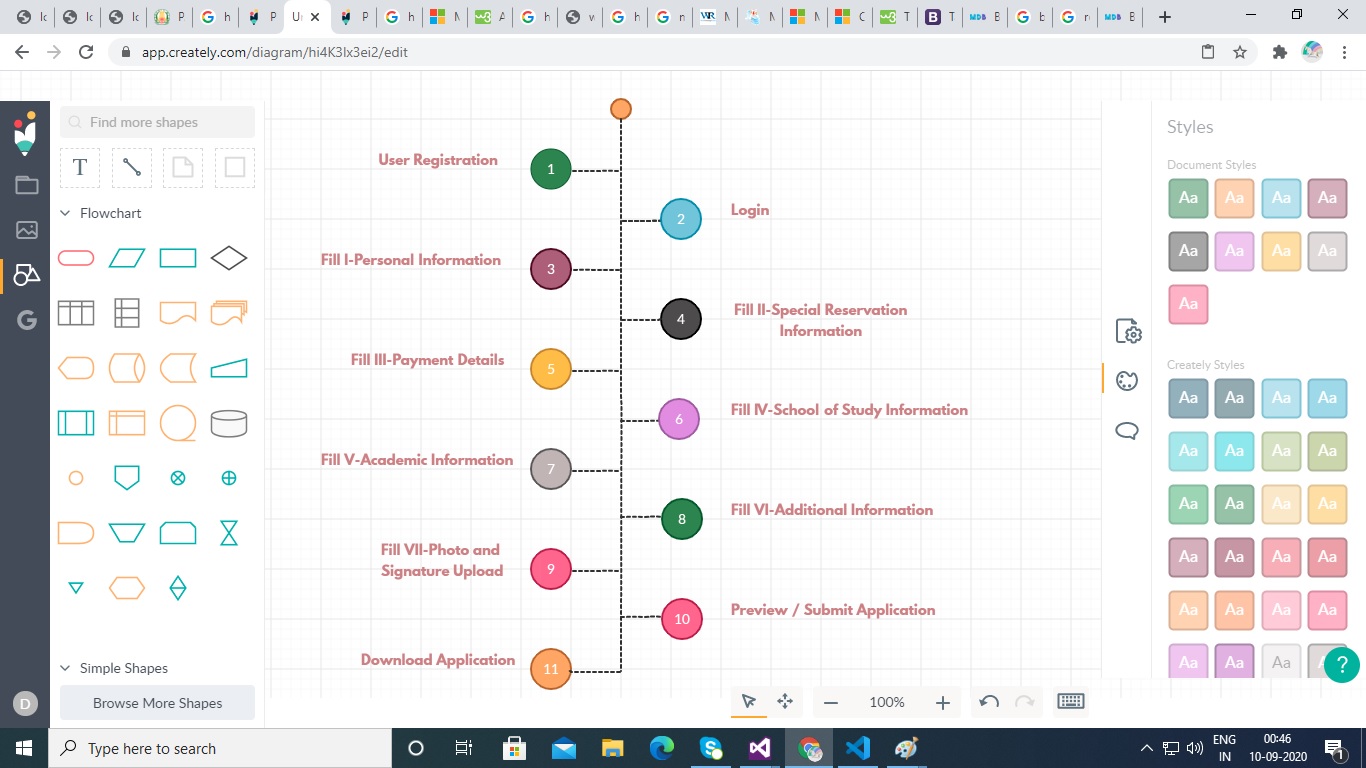 app.creately.com/diagram/hi4K3lx3ei2/edit
Find more shapes
T
Flowchart
Simple Shapes
Browse More Shapes
D
User Registration
1
2
Login
Fill I-Personal Information
3
4
Fill II-Special Reservation
Information
Fill III-Payment Details
5
6
Fill IV-School of Study Information
Fill V-Academic Information
7
8
Fill VI-Additional Information
Fill VII-Photo and
Signature Upload
9
10
Preview / Submit Application
Download Application
11
100%
Styles
Document Styles
Aa Aa Aa Aa
Aa Aa Aa Aa
Aa
Creately Styles
Aa Aa Aa Aa
Aa Aa Aa Aa
Aa Aa Aa Aa
Aa Aa Aa Aa
Aa Aa Aa Aa
Aa Aa Aa Aa
?
Type here to search
ENG
IN
00:46
10-09-2020
1